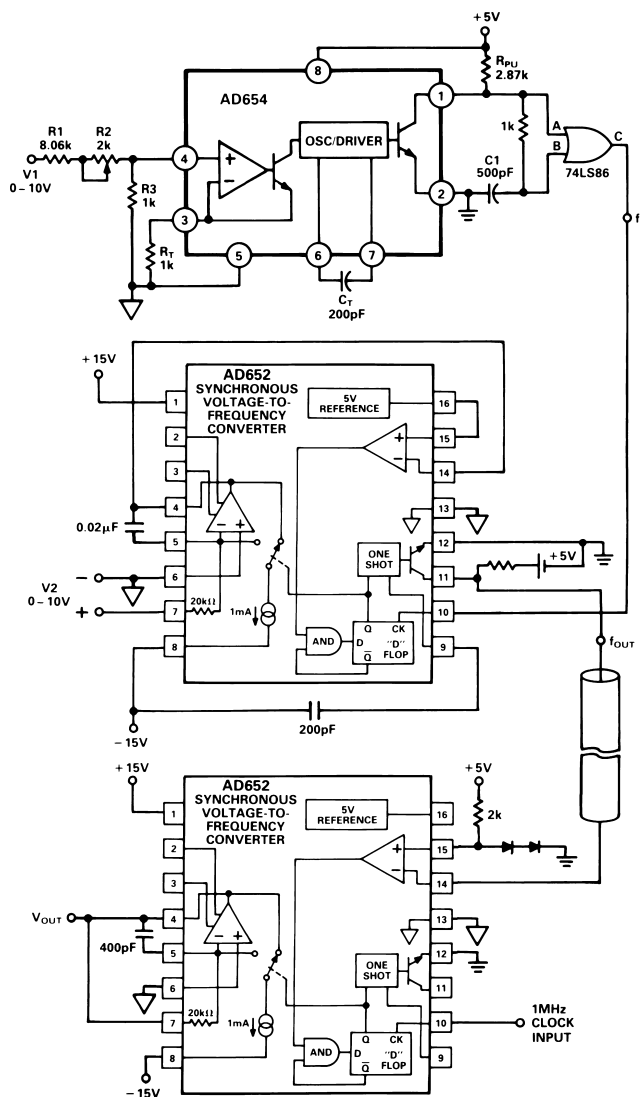 +5V
RPU
2.87k
8
AD654
1
R1
8.06k
R2
2k
4
+
−
OSC/DRIVER
1k
A
B
C
74LS86
V1
0–10V
R3
1k
C1
500pF
2
f
3
RT
1k
5
6
7
CT
200pF
+15V
AD652
SYNCHRONOUS
VOLTAGE-TO-
FREQUENCY
CONVERTER
5V
REFERENCE
1
16
2
15
+
−
3
14
4
13
0.02μF
5
− +
12
+5V
ONE
SHOT
−
V2
0–10V
+
6
11
7
20kΩ
1mA
10
AND
Q CK
D "D"
FLOP
Q
8
9
fOUT
200pF
−15V
+15V
AD652
SYNCHRONOUS
VOLTAGE-TO-
FREQUENCY
CONVERTER
5V
REFERENCE
+5V
2k
1
16
2
15
+
−
3
14
VOUT
4
13
400pF
5
− +
12
ONE
SHOT
6
11
7
20kΩ
1mA
10
1MHz
CLOCK
INPUT
AND
Q CK
D "D"
FLOP
Q
8
9
−15V